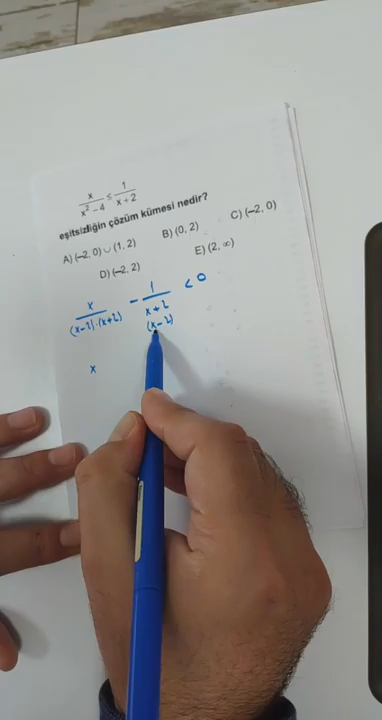 x / x² – 4 ≤ 1 / x + 2
eşitsizliğin çözüm kümesi nedir?
A) (–2, 0) ∪ (1, 2) B) (0, 2) C) (–2, 0)
D) (–2, 2) E) (2, ∞)
x / (x-2)·(x+2) - 1 / x+2 < 0
(x-2)
x